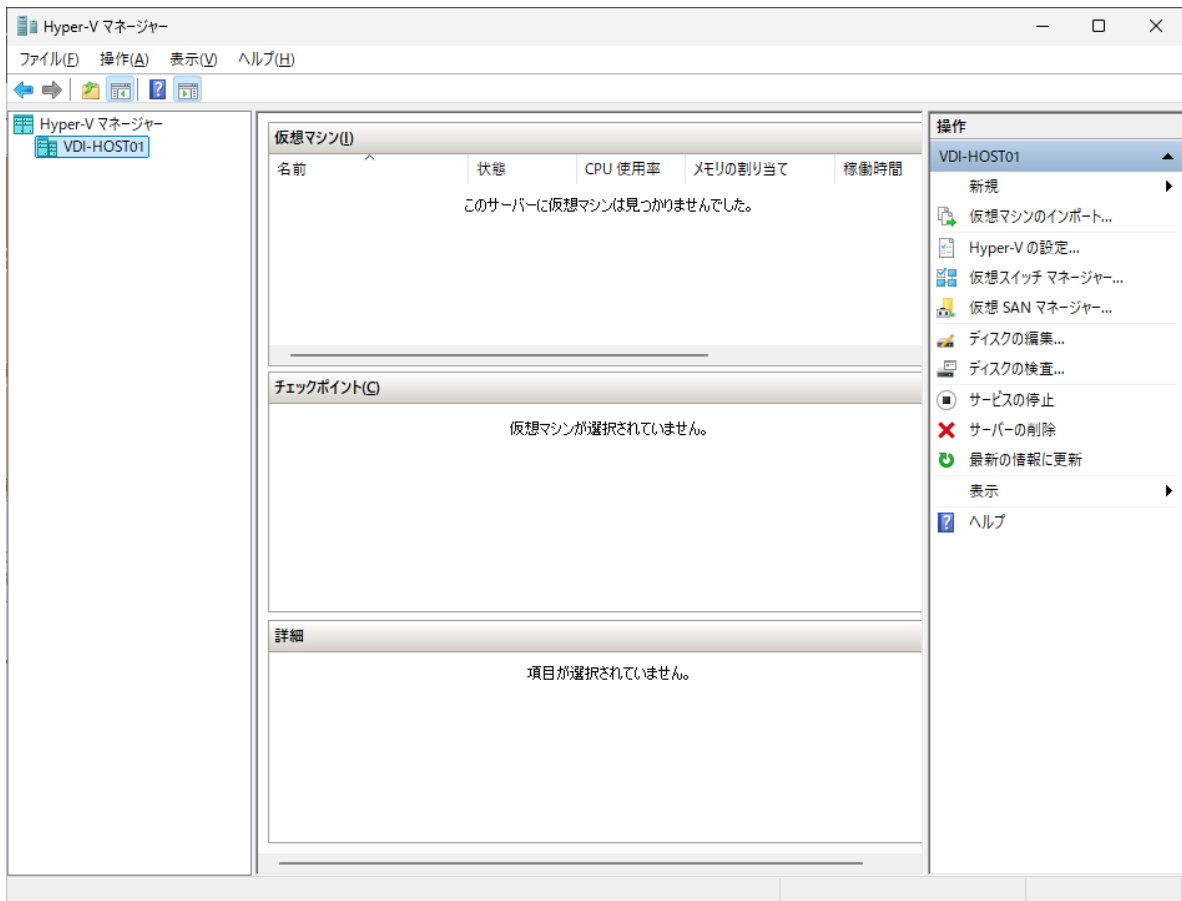 Hyper-V マネージャー
ファイル(F) 操作(A) 表示(V) ヘルプ(H)
Hyper-V マネージャー
VDI-HOST01
仮想マシン(I)
名前 状態 CPU 使用率 メモリの割り当て 稼働時間
このサーバーに仮想マシンは見つかりませんでした。
チェックポイント(C)
仮想マシンが選択されていません。
詳細
項目が選択されていません。
操作
VDI-HOST01
新規
仮想マシンのインポート...
Hyper-V の設定...
仮想スイッチ マネージャー...
仮想 SAN マネージャー...
ディスクの編集...
ディスクの検査...
サービスの停止
サーバーの削除
最新の情報に更新
表示
ヘルプ